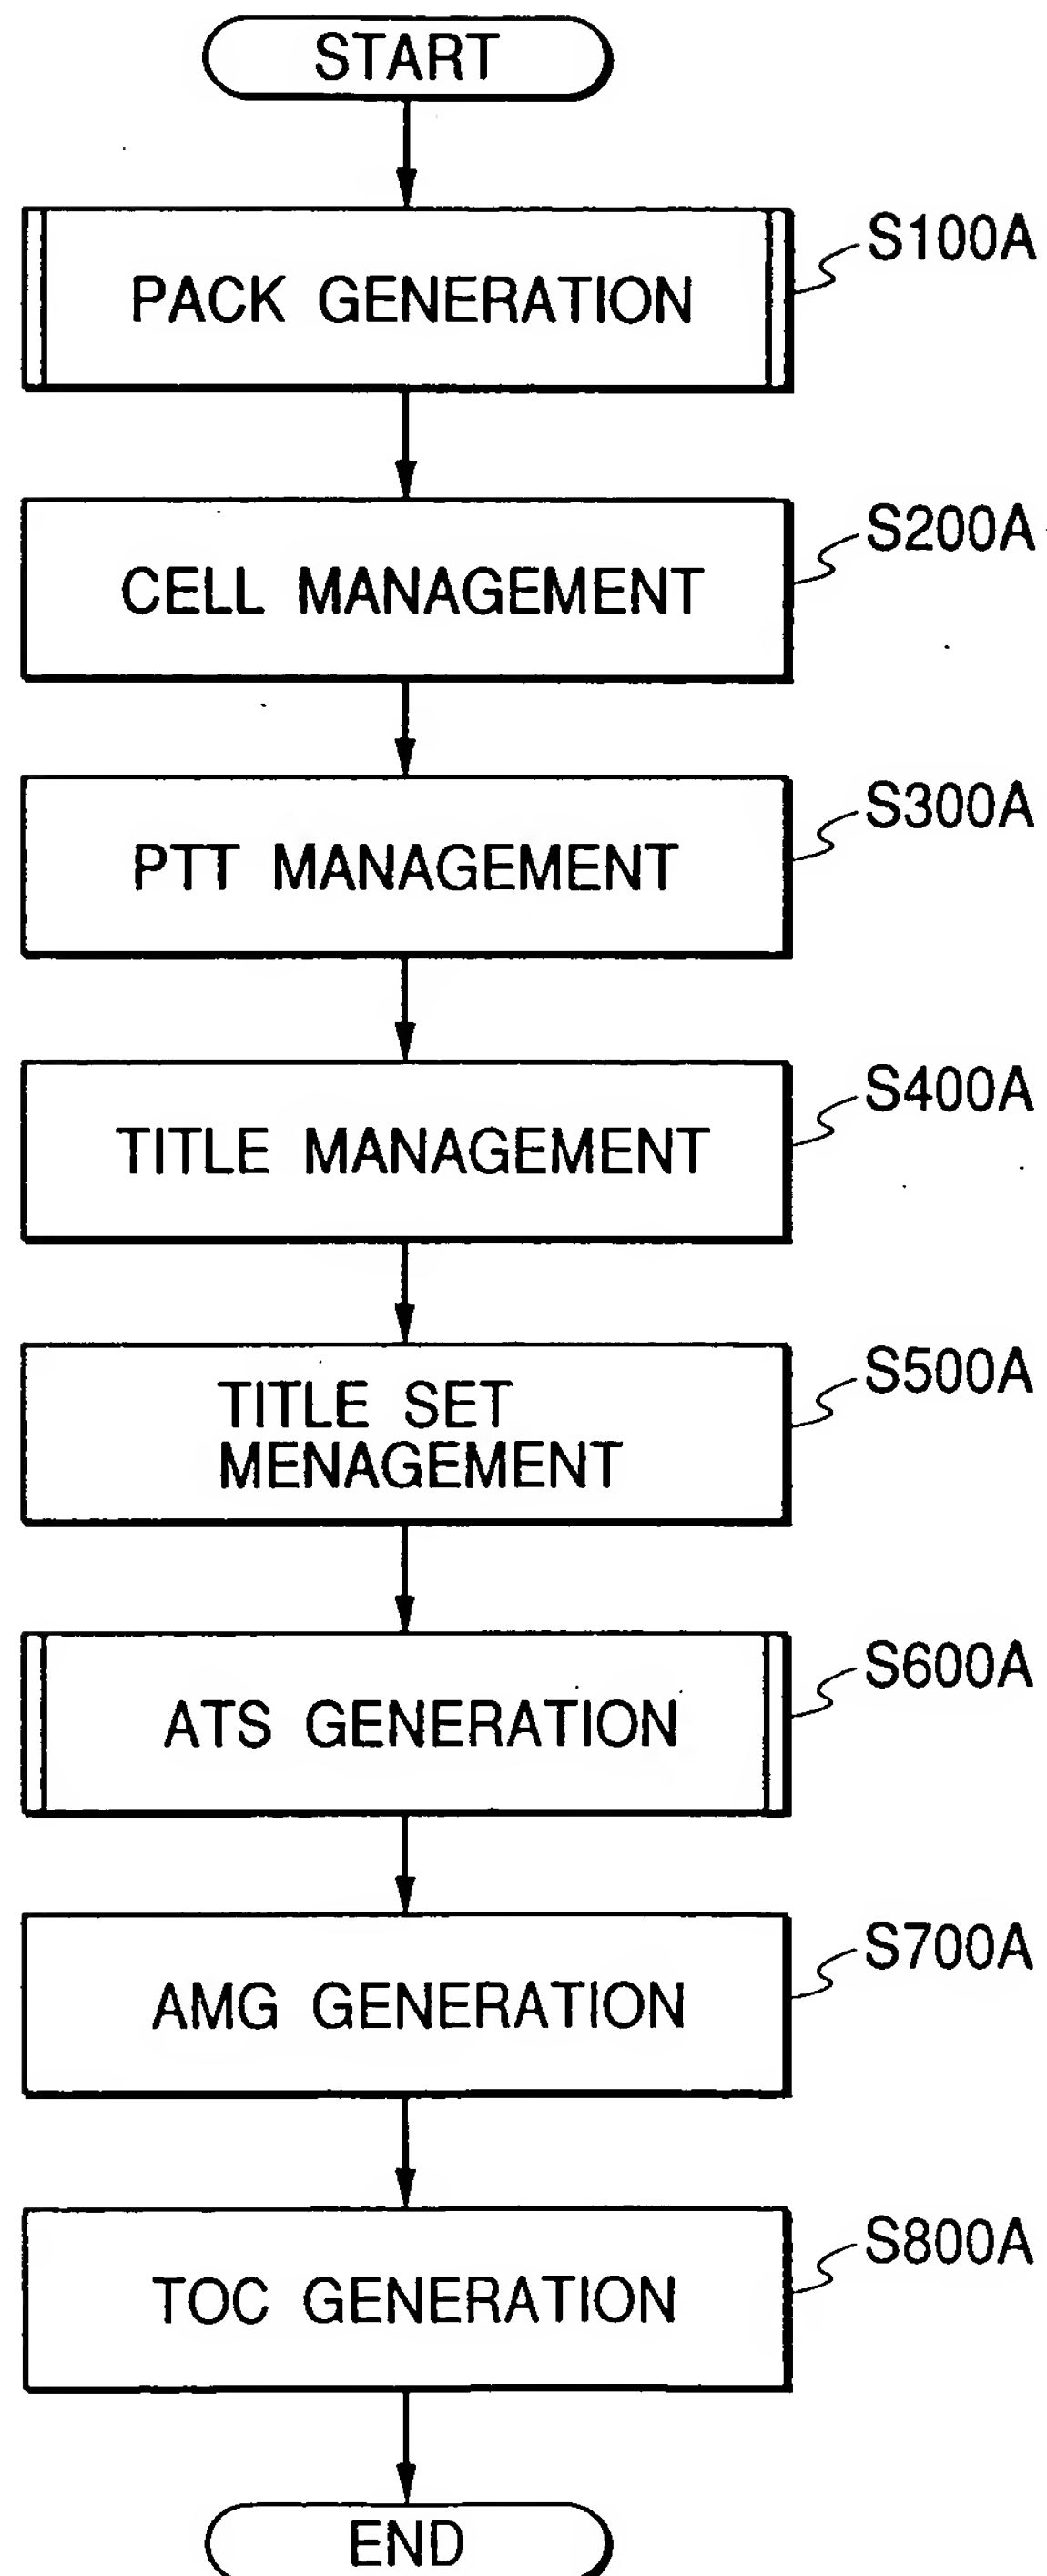 START
PACK GENERATION
S100A
CELL MANAGEMENT
S200A
PTT MANAGEMENT
S300A
TITLE MANAGEMENT
S400A
TITLE SET
MENAGEMENT
S500A
ATS GENERATION
S600A
AMG GENERATION
S700A
TOC GENERATION
S800A
END